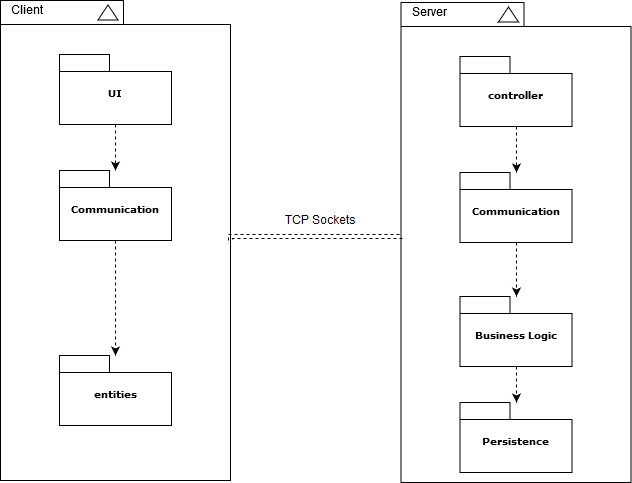 Client
UI
Communication
entities
TCP Sockets
Server
controller
Communication
Business Logic
Persistence